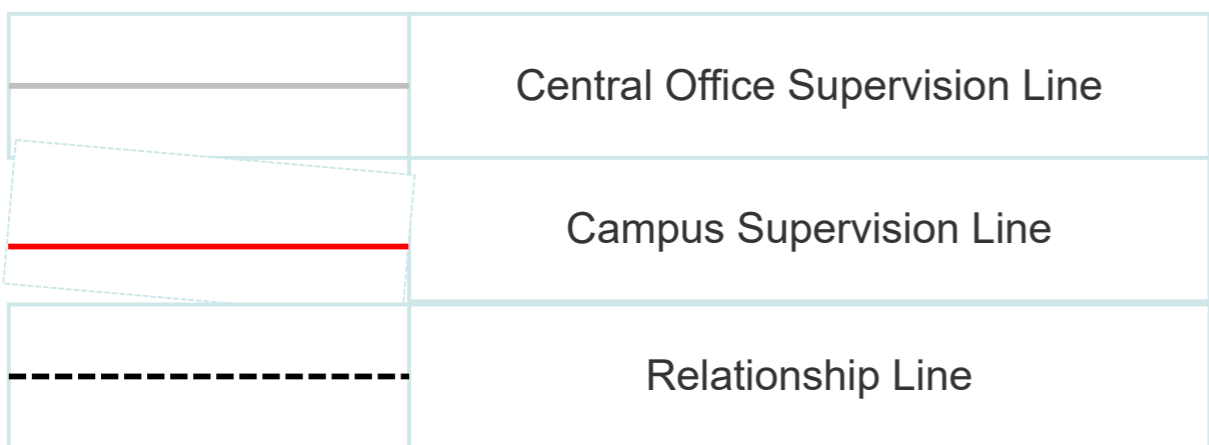 Central Office Supervision Line
Campus Supervision Line
Relationship Line